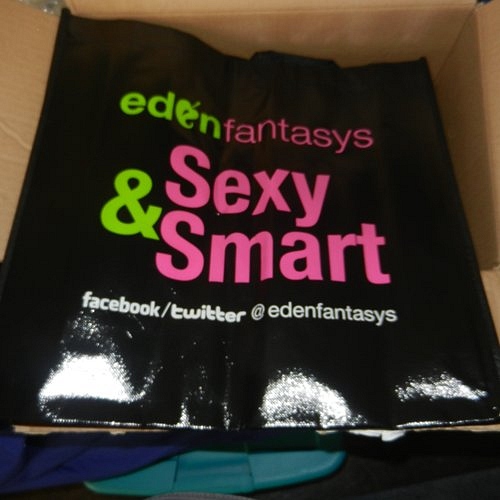 edenfantasys
Sexy
& Smart
facebook/twitter @edenfantasys